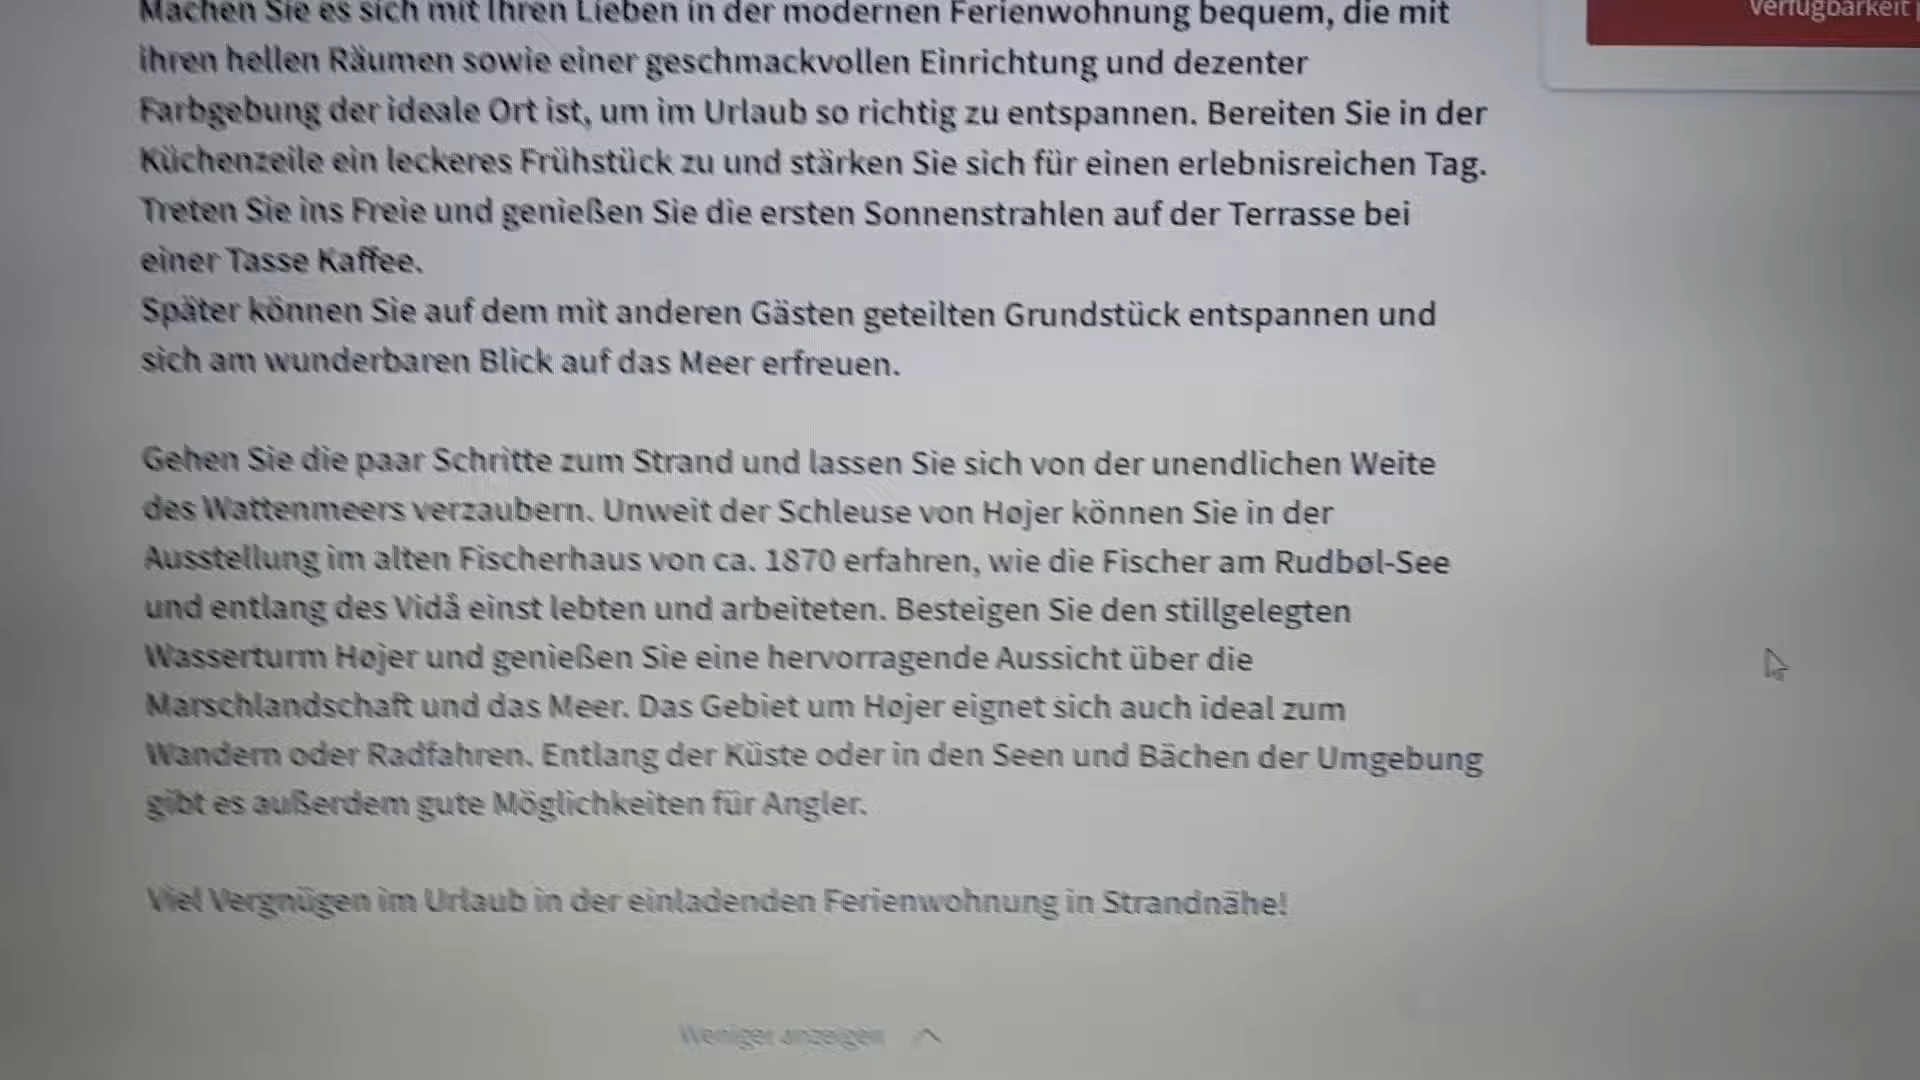 Machen Sie es sich mit Ihren Lieben in der modernen Ferienwohnung bequem, die mit
ihren hellen Räumen sowie einer geschmackvollen Einrichtung und dezenter
Farbgebung der ideale Ort ist, um im Urlaub so richtig zu entspannen. Bereiten Sie in der
Küchenzeile ein leckeres Frühstück zu und stärken Sie sich für einen erlebnisreichen Tag.
Treten Sie ins Freie und genießen Sie die ersten Sonnenstrahlen auf der Terrasse bei
einer Tasse Kaffee.
Später können Sie auf dem mit anderen Gästen geteilten Grundstück entspannen und
sich am wunderbaren Blick auf das Meer erfreuen.
Gehen Sie die paar Schritte zum Strand und lassen Sie sich von der unendlichen Weite
des Wattenmeers verzaubern. Unweit der Schleuse von Højer können Sie in der
Ausstellung im alten Fischerhaus von ca. 1870 erfahren, wie die Fischer am Rudbøl-See
und entlang des Vidå einst lebten und arbeiteten. Besteigen Sie den stillgelegten
Wasserturm Højer und genießen Sie eine hervorragende Aussicht über die
Marschlandschaft und das Meer. Das Gebiet um Højer eignet sich auch ideal zum
Wandern oder Radfahren. Entlang der Küste oder in den Seen und Bächen der Umgebung
gibt es außerdem gute Möglichkeiten für Angler.
Viel Vergnügen im Urlaub in der einladenden Ferienwohnung in Strandnähe!
Weniger anzeigen
Verfügbarkeit